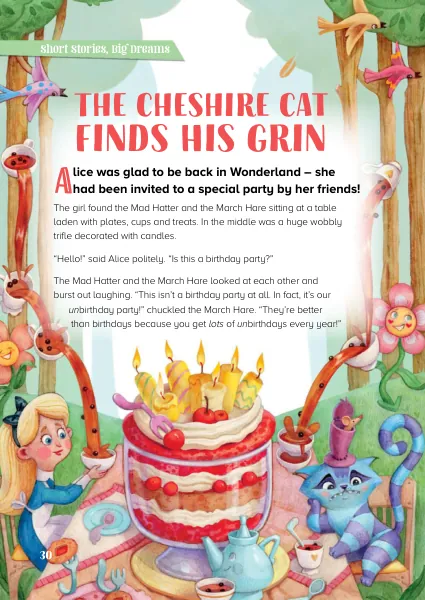 Short Stories, Big Dreams
THE CHESHIRE CAT
FINDS HIS GRIN
Alice was glad to be back in Wonderland – she
had been invited to a special party by her friends!
The girl found the Mad Hatter and the March Hare sitting at a table
laden with plates, cups and treats. In the middle was a huge wobbly
trifle decorated with candles.
“Hello!” said Alice politely. “Is this a birthday party?”
The Mad Hatter and the March Hare looked at each other and
burst out laughing. “This isn’t a birthday party at all. In fact, it’s our
unbirthday party!” chuckled the March Hare. “They’re better
than birthdays because you get lots of unbirthdays every year!”
30